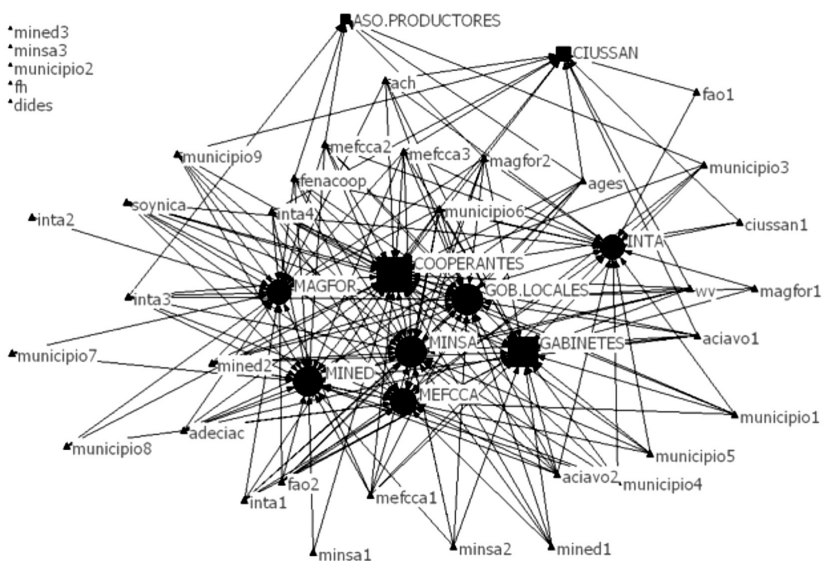 ASO.PRODUCTORES
mined3
minsa3
municipio2
fh
dides
CIUSSAN
rach
fao1
municipio9
mefcca2
mefcca3
magfor2
municipio3
fenacoop
ages
soynica
inta4
municipio6
inta2
ciussan1
INTA
COOPERANTES
MAGFOR
GOB.LOCALES
wv
magfor1
inta3
aciavo1
MINSA
GABINETES
municipio7
mined2
MINED
MEFCCA
municipio1
adeciac
municipio8
municipio5
aciavo2
municipio4
fao2
inta1
mefcca1
minsa1
minsa2
mined1